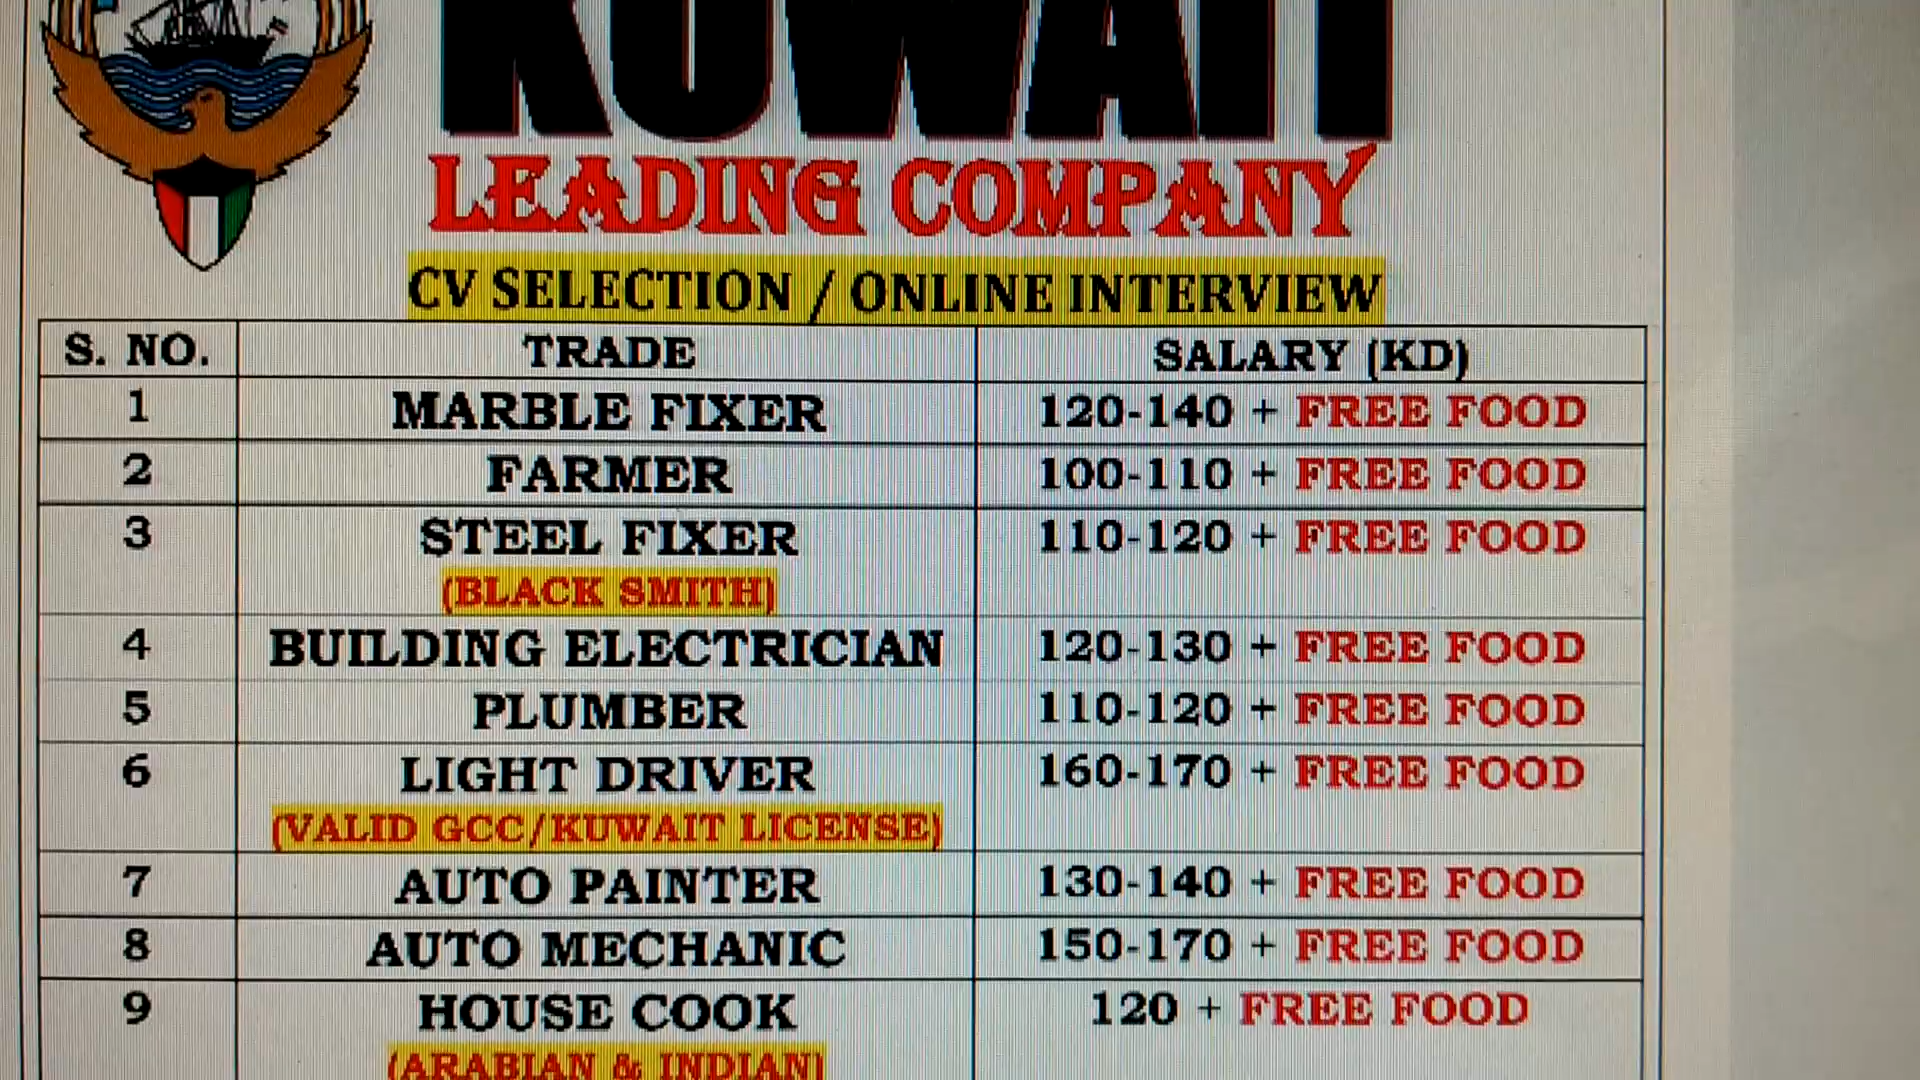 KUWAIT
LEADING COMPANY
CV SELECTION / ONLINE INTERVIEW
S. NO. TRADE SALARY (KD)
1 MARBLE FIXER 120-140 + FREE FOOD
2 FARMER 100-110 + FREE FOOD
3 STEEL FIXER 110-120 + FREE FOOD
(BLACK SMITH)
4 BUILDING ELECTRICIAN 120-130 + FREE FOOD
5 PLUMBER 110-120 + FREE FOOD
6 LIGHT DRIVER 160-170 + FREE FOOD
(VALID GCC/KUWAIT LICENSE)
7 AUTO PAINTER 130-140 + FREE FOOD
8 AUTO MECHANIC 150-170 + FREE FOOD
9 HOUSE COOK 120 + FREE FOOD
(ARABIAN & INDIAN)